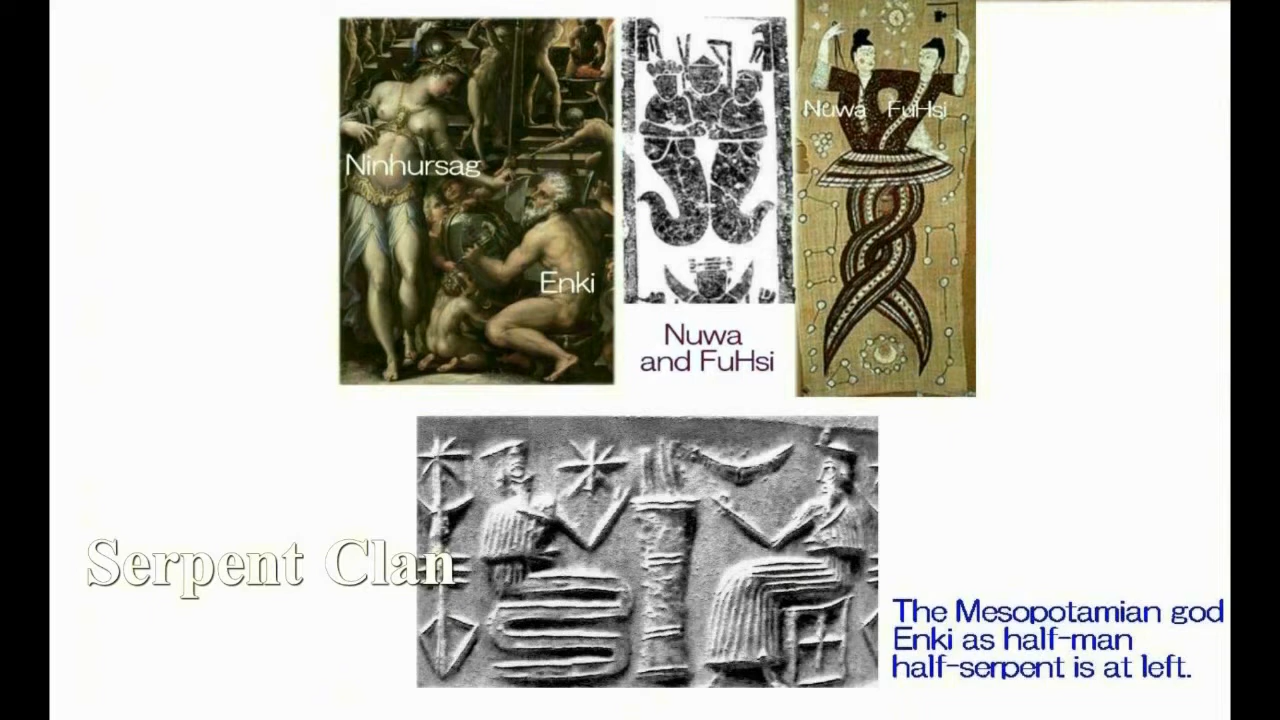 Ninhursag
Enki
Nuwa
and FuHsi
Nuwa FuHsi
Serpent Clan
The Mesopotamian god
Enki as half-man
half-serpent is at left.